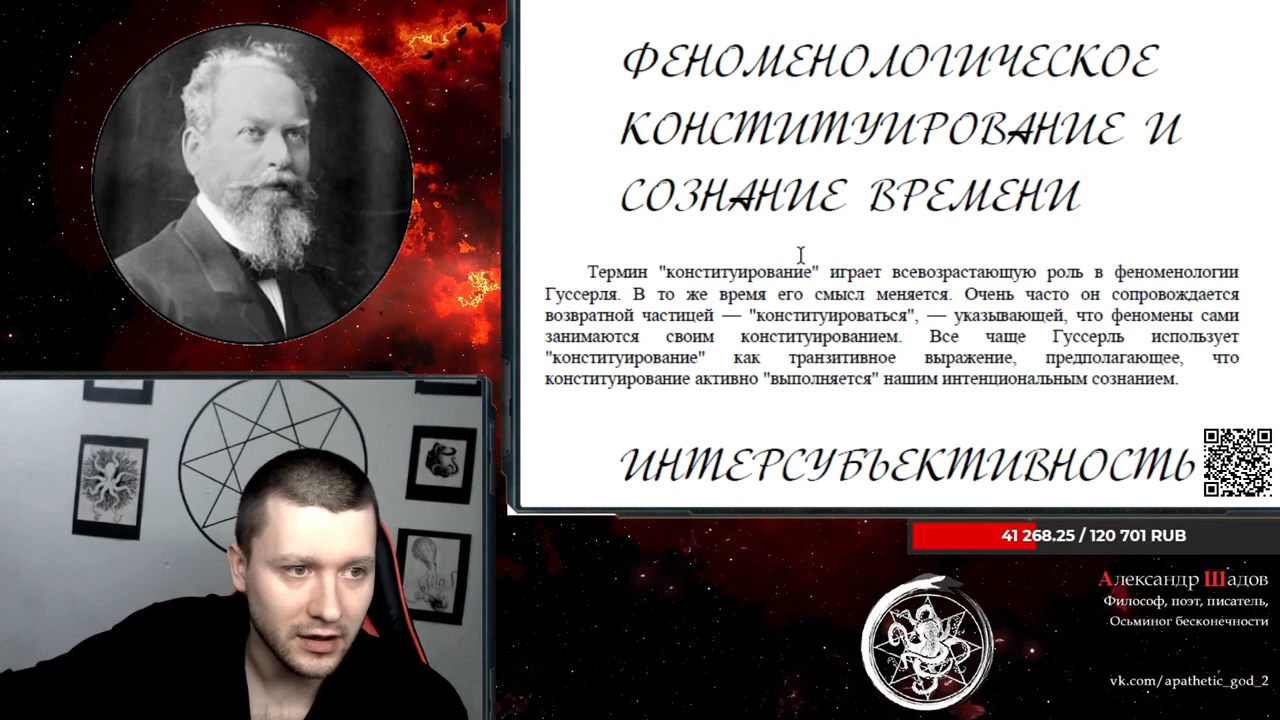 ФЕНОМЕНОЛОГИЧЕСКОЕ
КОНСТИТУИРОВАНИЕ И
СОЗНАНИЕ ВРЕМЕНИ
Термин "конституирование" играет всевозрастающую роль в феноменологии
Гуссерля. В то же время его смысл меняется. Очень часто он сопровождается
возвратной частицей — "конституироваться", — указывающей, что феномены сами
занимаются своим конституированием. Все чаще Гуссерль использует
"конституирование" как транзитивное выражение, предполагающее, что
конституирование активно "выполняется" нашим интенциональным сознанием.
ИНТЕРСУБЪЕКТИВНОСТЬ
41 268.25 / 120 701 RUB
Александр Шадов
Философ, поэт, писатель,
Осьминог бесконечности
vk.com/apathetic_god_2